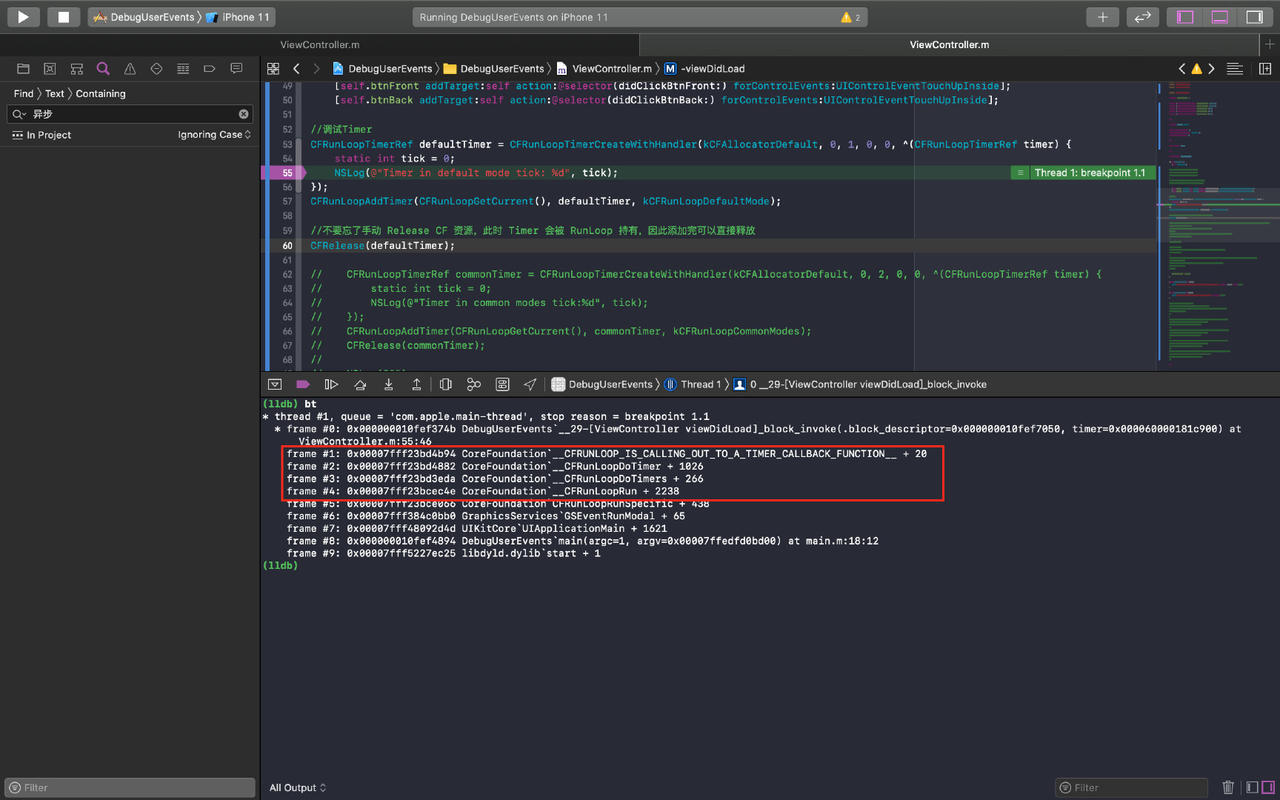 DebugUserEvents 〉 iPhone 11
Running DebugUserEvents on iPhone 11
2
ViewController.m
ViewController.m
DebugUserEvents 〉 DebugUserEvents 〉 ViewController.m 〉 M -viewDidLoad
Find 〉 Text 〉 Containing
异步
In Project
Ignoring Case
49 [self.btnFront addTarget:self action:@selector(didClickBtnFront:) forControlEvents:UIControlEventTouchUpInside];
50 [self.btnBack addTarget:self action:@selector(didClickBtnBack:) forControlEvents:UIControlEventTouchUpInside];
51
52 //调试Timer
53 CFRunLoopTimerRef defaultTimer = CFRunLoopTimerCreateWithHandler(kCFAllocatorDefault, 0, 1, 0, 0, ^(CFRunLoopTimerRef timer) {
54 static int tick = 0;
55 NSLog(@"Timer in default mode tick: %d", tick); Thread 1: breakpoint 1.1
56 });
57 CFRunLoopAddTimer(CFRunLoopGetCurrent(), defaultTimer, kCFRunLoopDefaultMode);
58
59 //不要忘了手动 Release CF 资源，此时 Timer 会被 RunLoop 持有，因此添加完可以直接释放
60 CFRelease(defaultTimer);
61
62 // CFRunLoopTimerRef commonTimer = CFRunLoopTimerCreateWithHandler(kCFAllocatorDefault, 0, 2, 0, 0, ^(CFRunLoopTimerRef timer) {
63 // static int tick = 0;
64 // NSLog(@"Timer in common modes tick:%d", tick);
65 // });
66 // CFRunLoopAddTimer(CFRunLoopGetCurrent(), commonTimer, kCFRunLoopCommonModes);
67 // CFRelease(commonTimer);
68 //
DebugUserEvents 〉 Thread 1 〉 0 __29-[ViewController viewDidLoad]_block_invoke
(lldb) bt
* thread #1, queue = 'com.apple.main-thread', stop reason = breakpoint 1.1
* frame #0: 0x000000010fef374b DebugUserEvents`__29-[ViewController viewDidLoad]_block_invoke(.block_descriptor=0x000000010fef7050, timer=0x000060000181c900) at
ViewController.m:55:46
frame #1: 0x00007fff23bd4b94 CoreFoundation`__CFRUNLOOP_IS_CALLING_OUT_TO_A_TIMER_CALLBACK_FUNCTION__ + 20
frame #2: 0x00007fff23bd4882 CoreFoundation`__CFRunLoopDoTimer + 1026
frame #3: 0x00007fff23bd3eda CoreFoundation`__CFRunLoopDoTimers + 266
frame #4: 0x00007fff23bcec4e CoreFoundation`__CFRunLoopRun + 2238
frame #5: 0x00007fff23bce066 CoreFoundation`CFRunLoopRunSpecific + 438
frame #6: 0x00007fff384c0bb0 GraphicsServices`GSEventRunModal + 65
frame #7: 0x00007fff48092d4d UIKitCore`UIApplicationMain + 1621
frame #8: 0x000000010fef4894 DebugUserEvents`main(argc=1, argv=0x00007ffedfd0bd00) at main.m:18:12
frame #9: 0x00007fff5227ec25 libdyld.dylib`start + 1
(lldb)
Filter
All Output
Filter